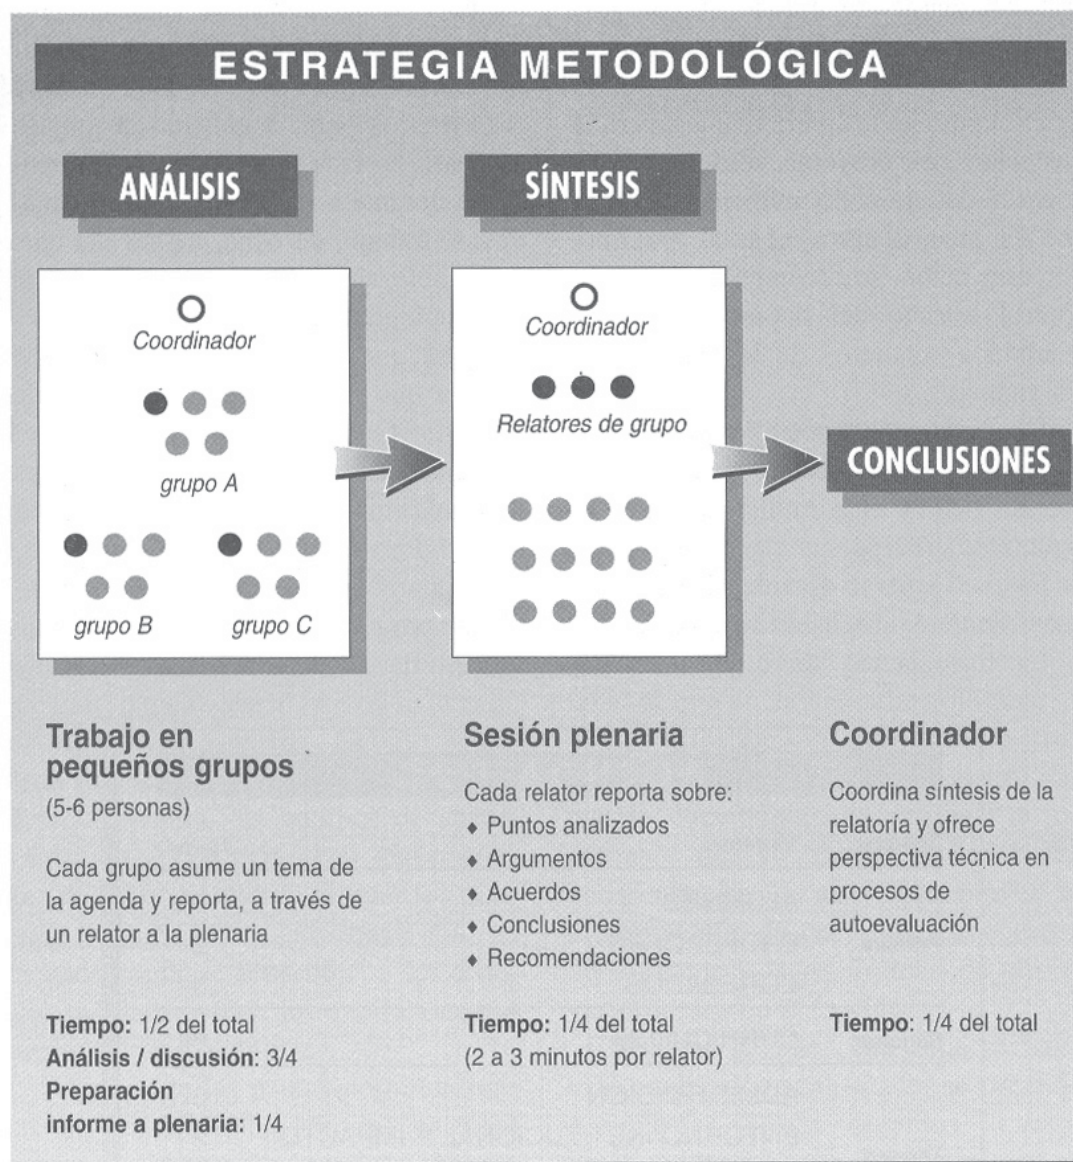 ESTRATEGIA METODOLÓGICA
ANÁLISIS
Coordinador
grupo A
grupo B
grupo C
Trabajo en
pequeños grupos
(5-6 personas)
Cada grupo asume un tema de
la agenda y reporta, a través de
un relator a la plenaria
Tiempo: 1/2 del total
Análisis / discusión: 3/4
Preparación
informe a plenaria: 1/4
SÍNTESIS
Coordinador
Relatores de grupo
Sesión plenaria
Cada relator reporta sobre:
♦ Puntos analizados
♦ Argumentos
♦ Acuerdos
♦ Conclusiones
♦ Recomendaciones
Tiempo: 1/4 del total
(2 a 3 minutos por relator)
CONCLUSIONES
Coordinador
Coordina síntesis de la
relatoría y ofrece
perspectiva técnica en
procesos de
autoevaluación
Tiempo: 1/4 del total